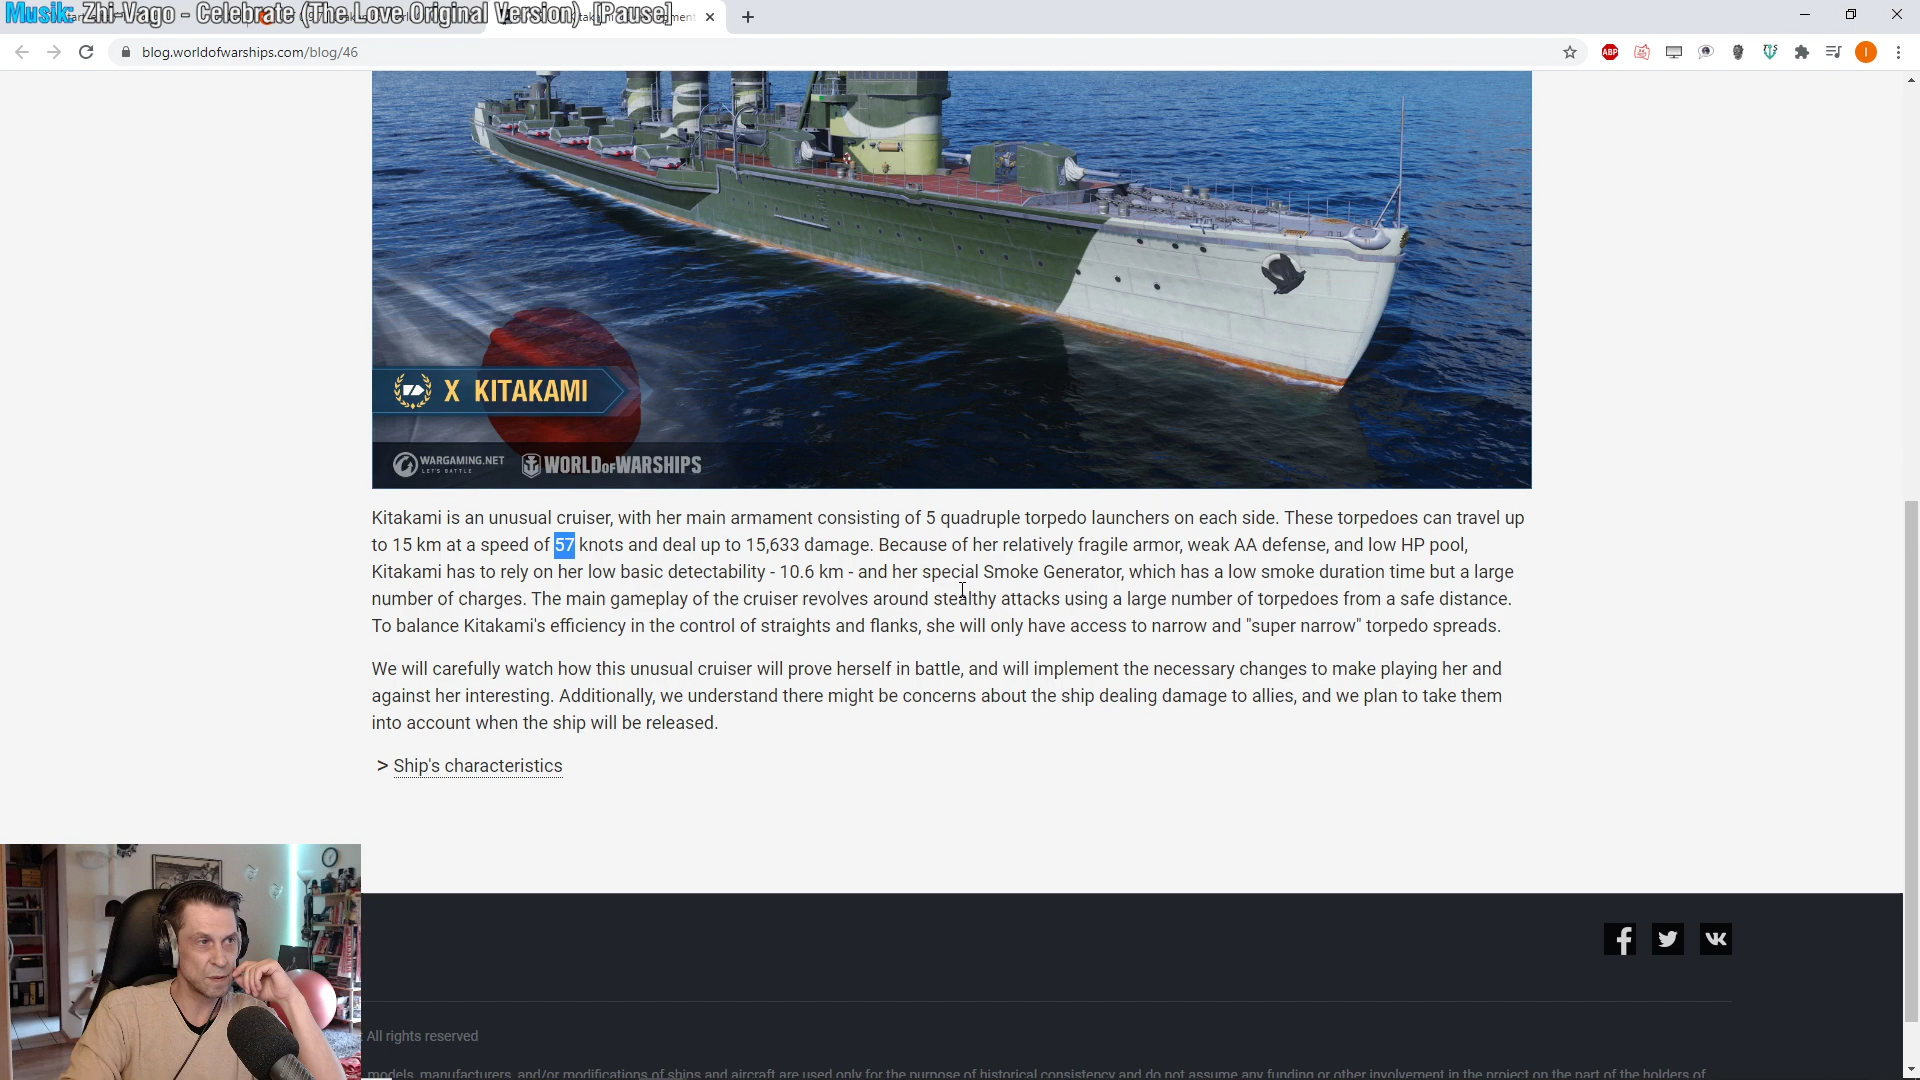 Musik: Zhi-Vago - Celebrate (The Love Original Version) - [Pause]
blog.worldofwarships.com/blog/46
ABP
I
X KITAKAMI
WARGAMING.NET
LET'S BATTLE
WORLD OF WARSHIPS
Kitakami is an unusual cruiser, with her main armament consisting of 5 quadruple torpedo launchers on each side. These torpedoes can travel up
to 15 km at a speed of 57 knots and deal up to 15,633 damage. Because of her relatively fragile armor, weak AA defense, and low HP pool,
Kitakami has to rely on her low basic detectability - 10.6 km - and her special Smoke Generator, which has a low smoke duration time but a large
number of charges. The main gameplay of the cruiser revolves around stealthy attacks using a large number of torpedoes from a safe distance.
To balance Kitakami's efficiency in the control of straights and flanks, she will only have access to narrow and "super narrow" torpedo spreads.
We will carefully watch how this unusual cruiser will prove herself in battle, and will implement the necessary changes to make playing her and
against her interesting. Additionally, we understand there might be concerns about the ship dealing damage to allies, and we plan to take them
into account when the ship will be released.
> Ship's characteristics
All rights reserved
models, manufacturers, and/or modifications of ships and aircraft are used only for the purpose of historical consistency and do not assume any funding or other involvement in the project on the part of the holders of